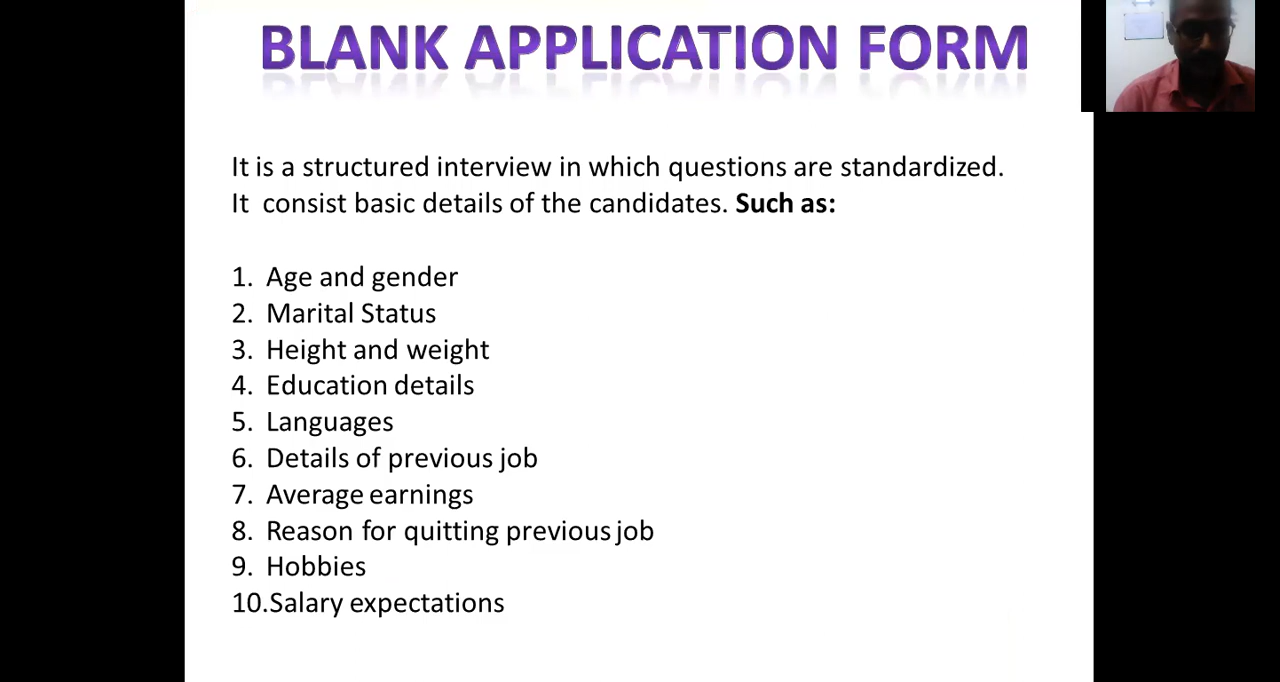 BLANK APPLICATION FORM
It is a structured interview in which questions are standardized.
It consist basic details of the candidates. Such as:
1. Age and gender
2. Marital Status
3. Height and weight
4. Education details
5. Languages
6. Details of previous job
7. Average earnings
8. Reason for quitting previous job
9. Hobbies
10.Salary expectations